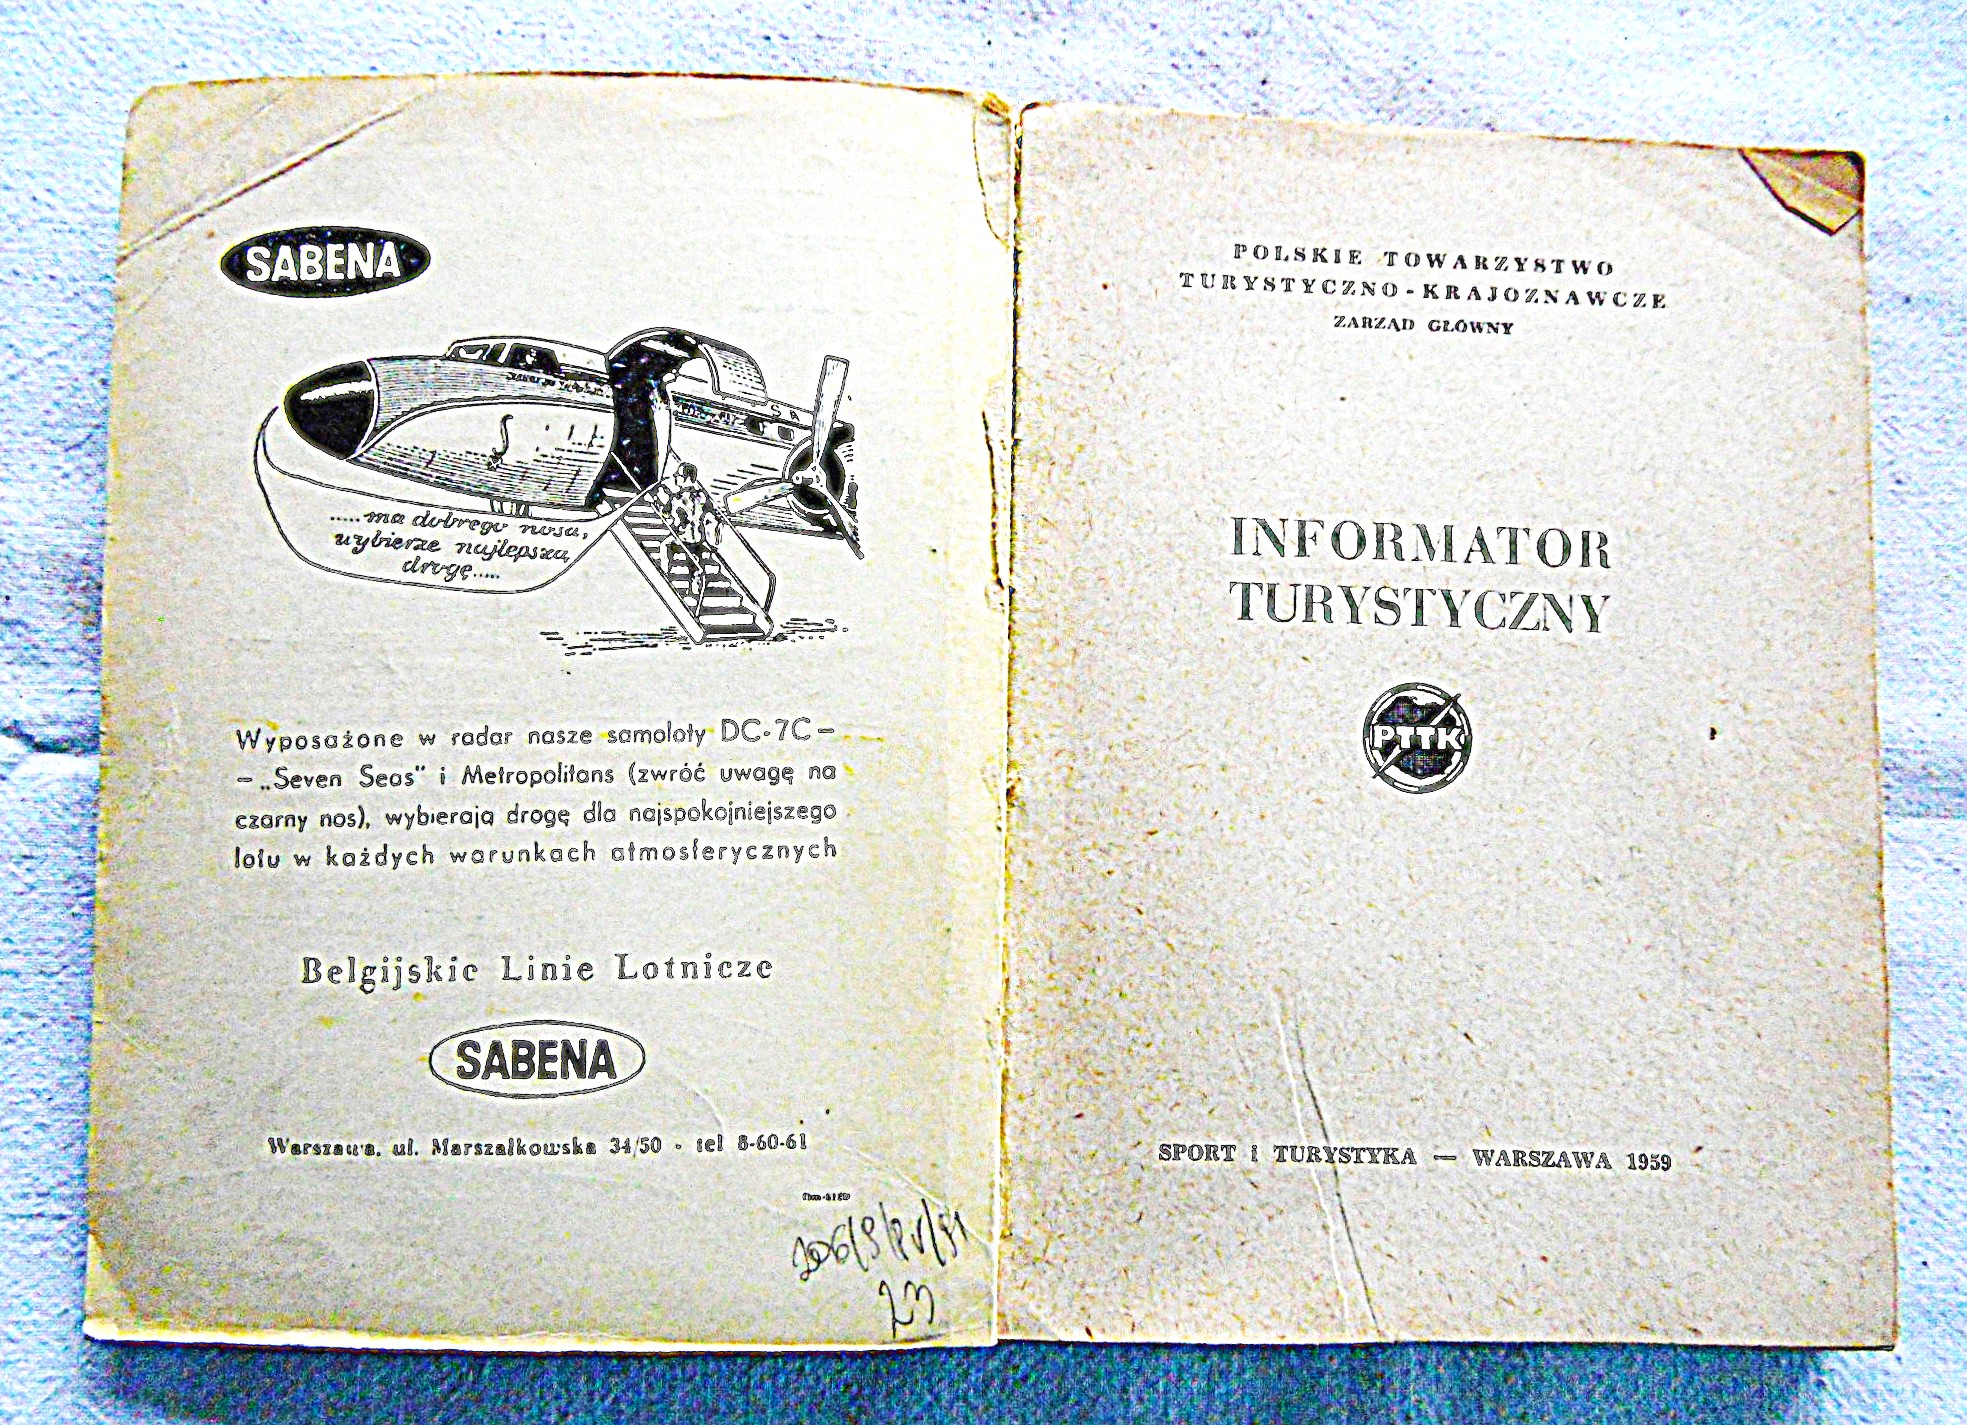 SABENA
..... ma dobrego nosa,
wybierze najlepszą
drogę.....
Wyposażone w radar nasze samoloty DC-7C –
– „Seven Seas" i Metropolitans (zwróć uwagę na
czarny nos), wybierają drogę dla najspokojniejszego
lotu w każdych warunkach atmosferycznych
Belgijskie Linie Lotnicze
SABENA
Warszawa, ul. Marszałkowska 34/50 - tel 8-60-61
23
POLSKIE TOWARZYSTWO
TURYSTYCZNO-KRAJOZNAWCZE
ZARZĄD GŁÓWNY
INFORMATOR
TURYSTYCZNY
PTTK
SPORT i TURYSTYKA — WARSZAWA 1959